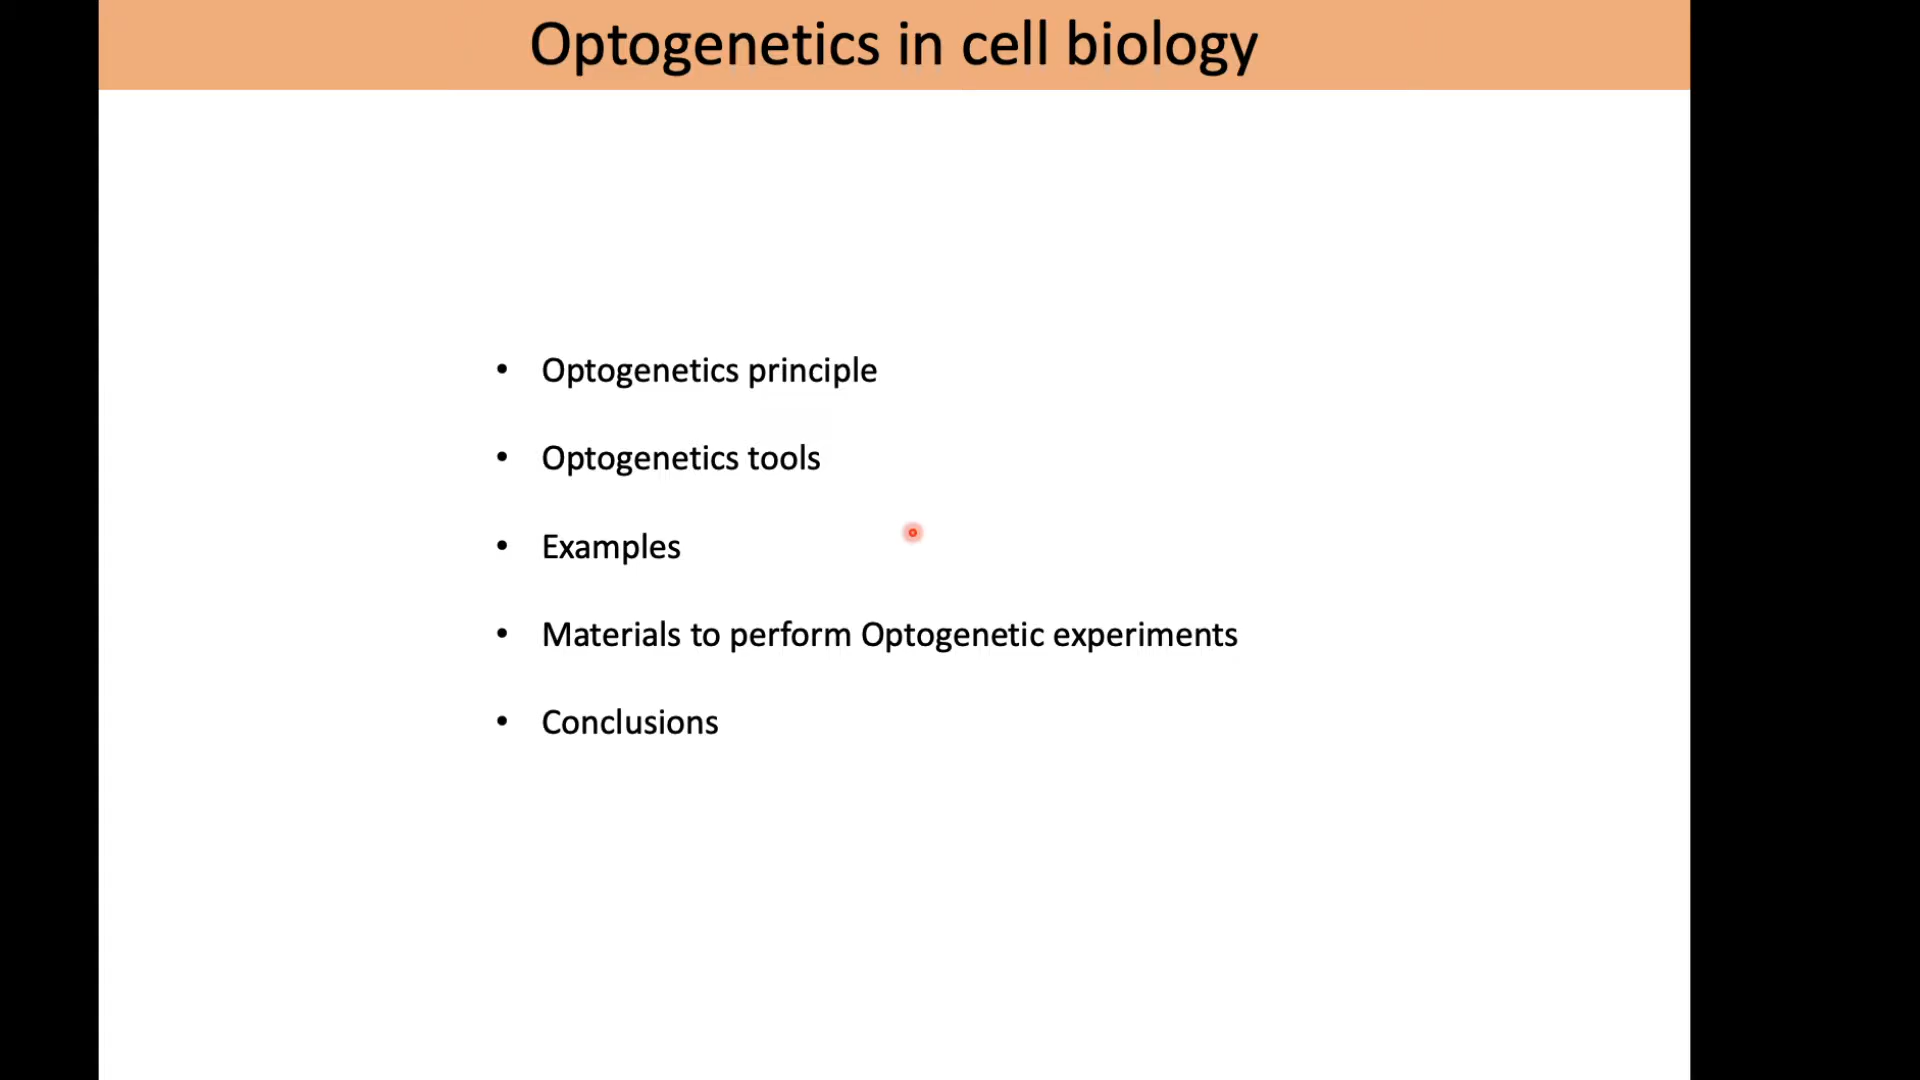 Optogenetics in cell biology
• Optogenetics principle
• Optogenetics tools
• Examples
• Materials to perform Optogenetic experiments
• Conclusions